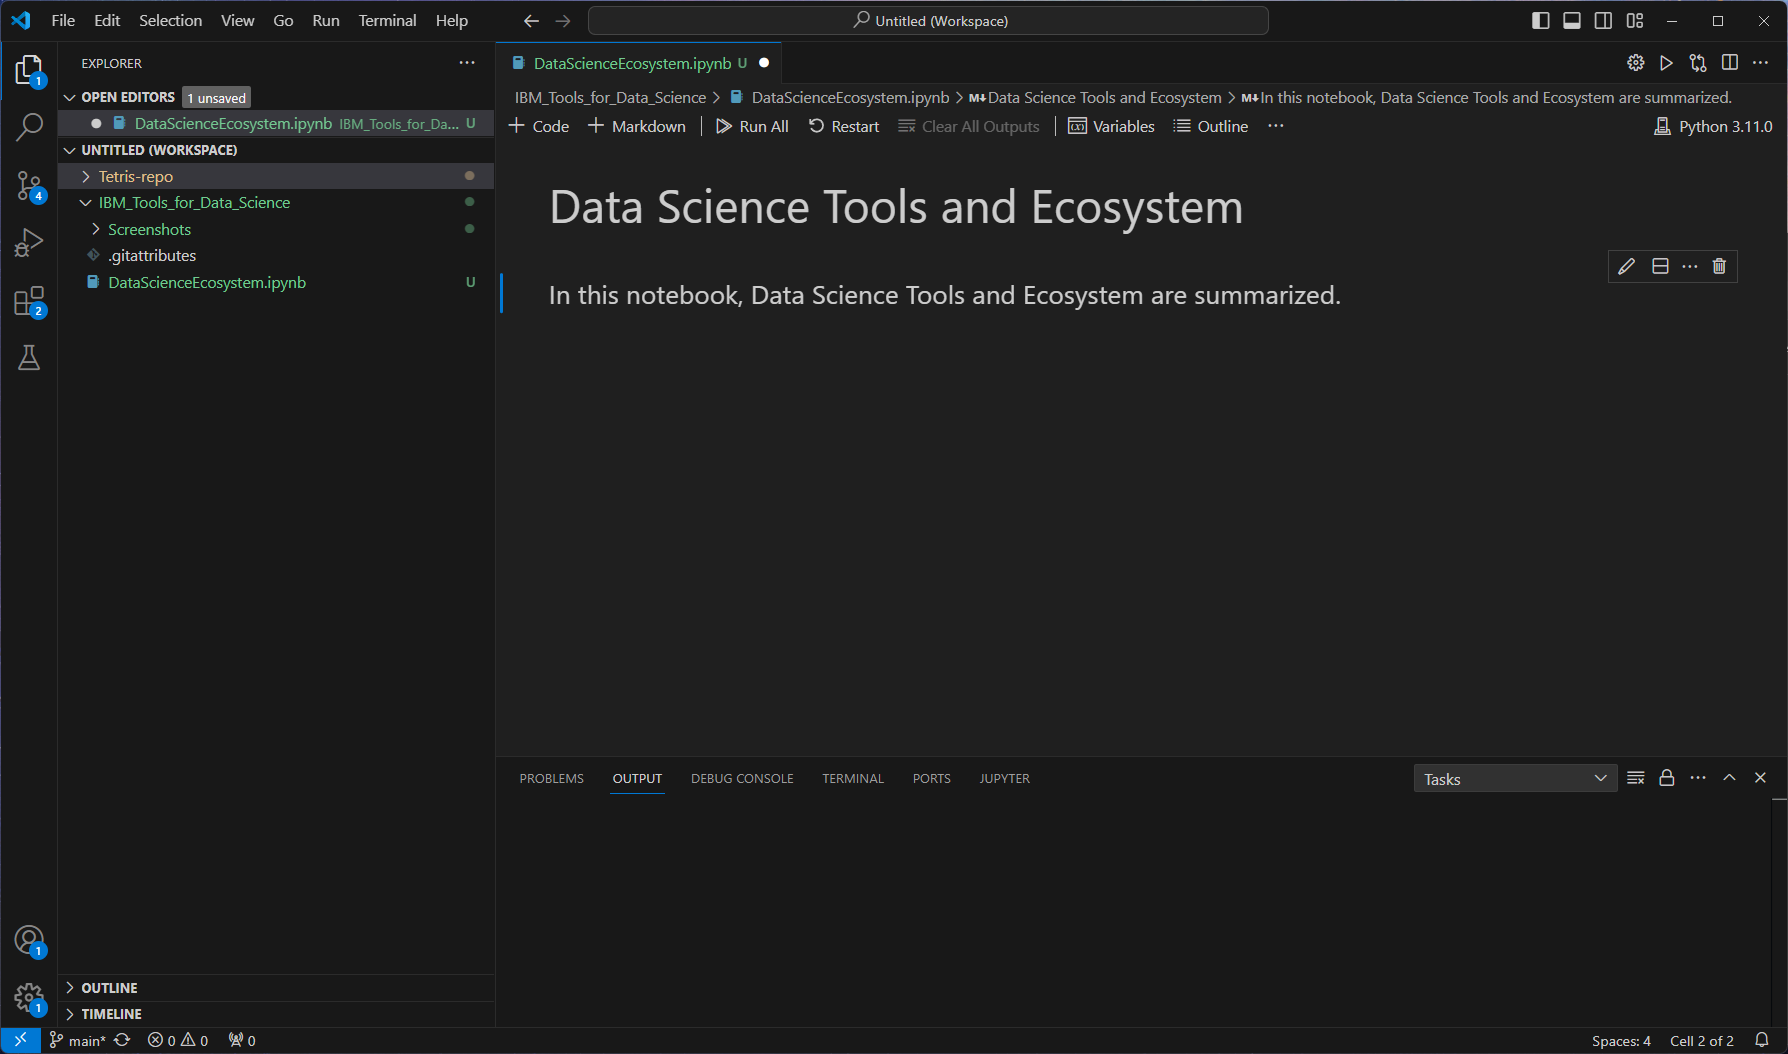 File Edit Selection View Go Run Terminal Help
Untitled (Workspace)
EXPLORER
OPEN EDITORS 1 unsaved
DataScienceEcosystem.ipynb IBM_Tools_for_Da... U
UNTITLED (WORKSPACE)
Tetris-repo
IBM_Tools_for_Data_Science
Screenshots
.gitattributes
DataScienceEcosystem.ipynb U
OUTLINE
TIMELINE
1
4
2
1
1
DataScienceEcosystem.ipynb U
IBM_Tools_for_Data_Science > DataScienceEcosystem.ipynb > M↓Data Science Tools and Ecosystem > M↓In this notebook, Data Science Tools and Ecosystem are summarized.
+ Code + Markdown Run All Restart Clear All Outputs (x) Variables Outline ... Python 3.11.0
Data Science Tools and Ecosystem
In this notebook, Data Science Tools and Ecosystem are summarized.
PROBLEMS OUTPUT DEBUG CONSOLE TERMINAL PORTS JUPYTER Tasks
main* 0 0 0 Spaces: 4 Cell 2 of 2